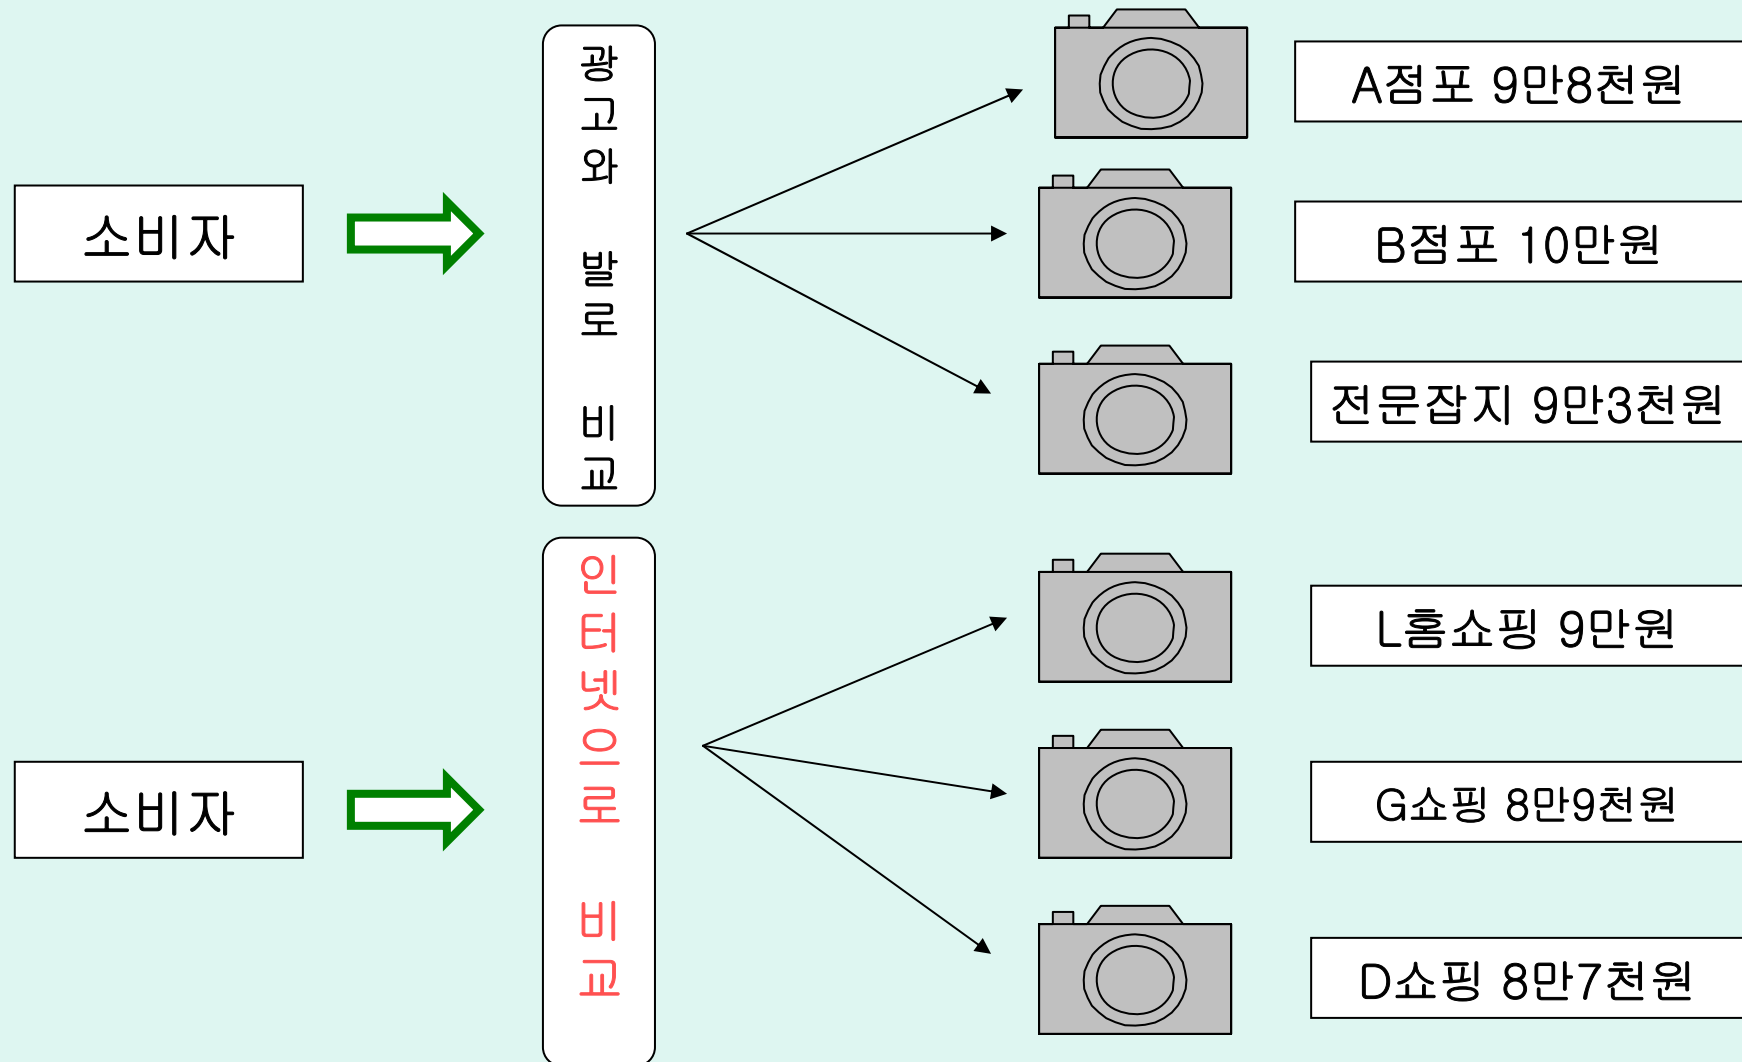 소비자
광고와 발로 비교
A점포 9만8천원
B점포 10만원
전문잡지 9만3천원
소비자
인터넷으로 비교
L홈쇼핑 9만원
G쇼핑 8만9천원
D쇼핑 8만7천원